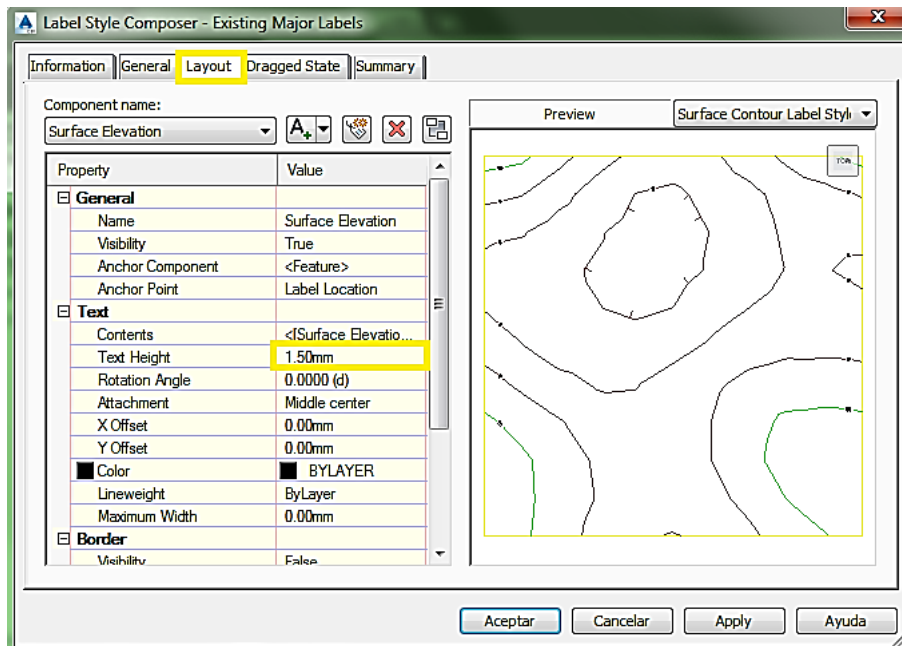 Label Style Composer - Existing Major Labels
Information General Layout Dragged State Summary
Component name:
Surface Elevation
Preview Surface Contour Label Styl
Property Value
General
Name Surface Elevation
Visibility True
Anchor Component <Feature>
Anchor Point Label Location
Text
Contents <[Surface Elevatio...
Text Height 1.50mm
Rotation Angle 0.0000 (d)
Attachment Middle center
X Offset 0.00mm
Y Offset 0.00mm
Color BYLAYER
Lineweight ByLayer
Maximum Width 0.00mm
Border
Visibility False
TOP
Aceptar Cancelar Apply Ayuda